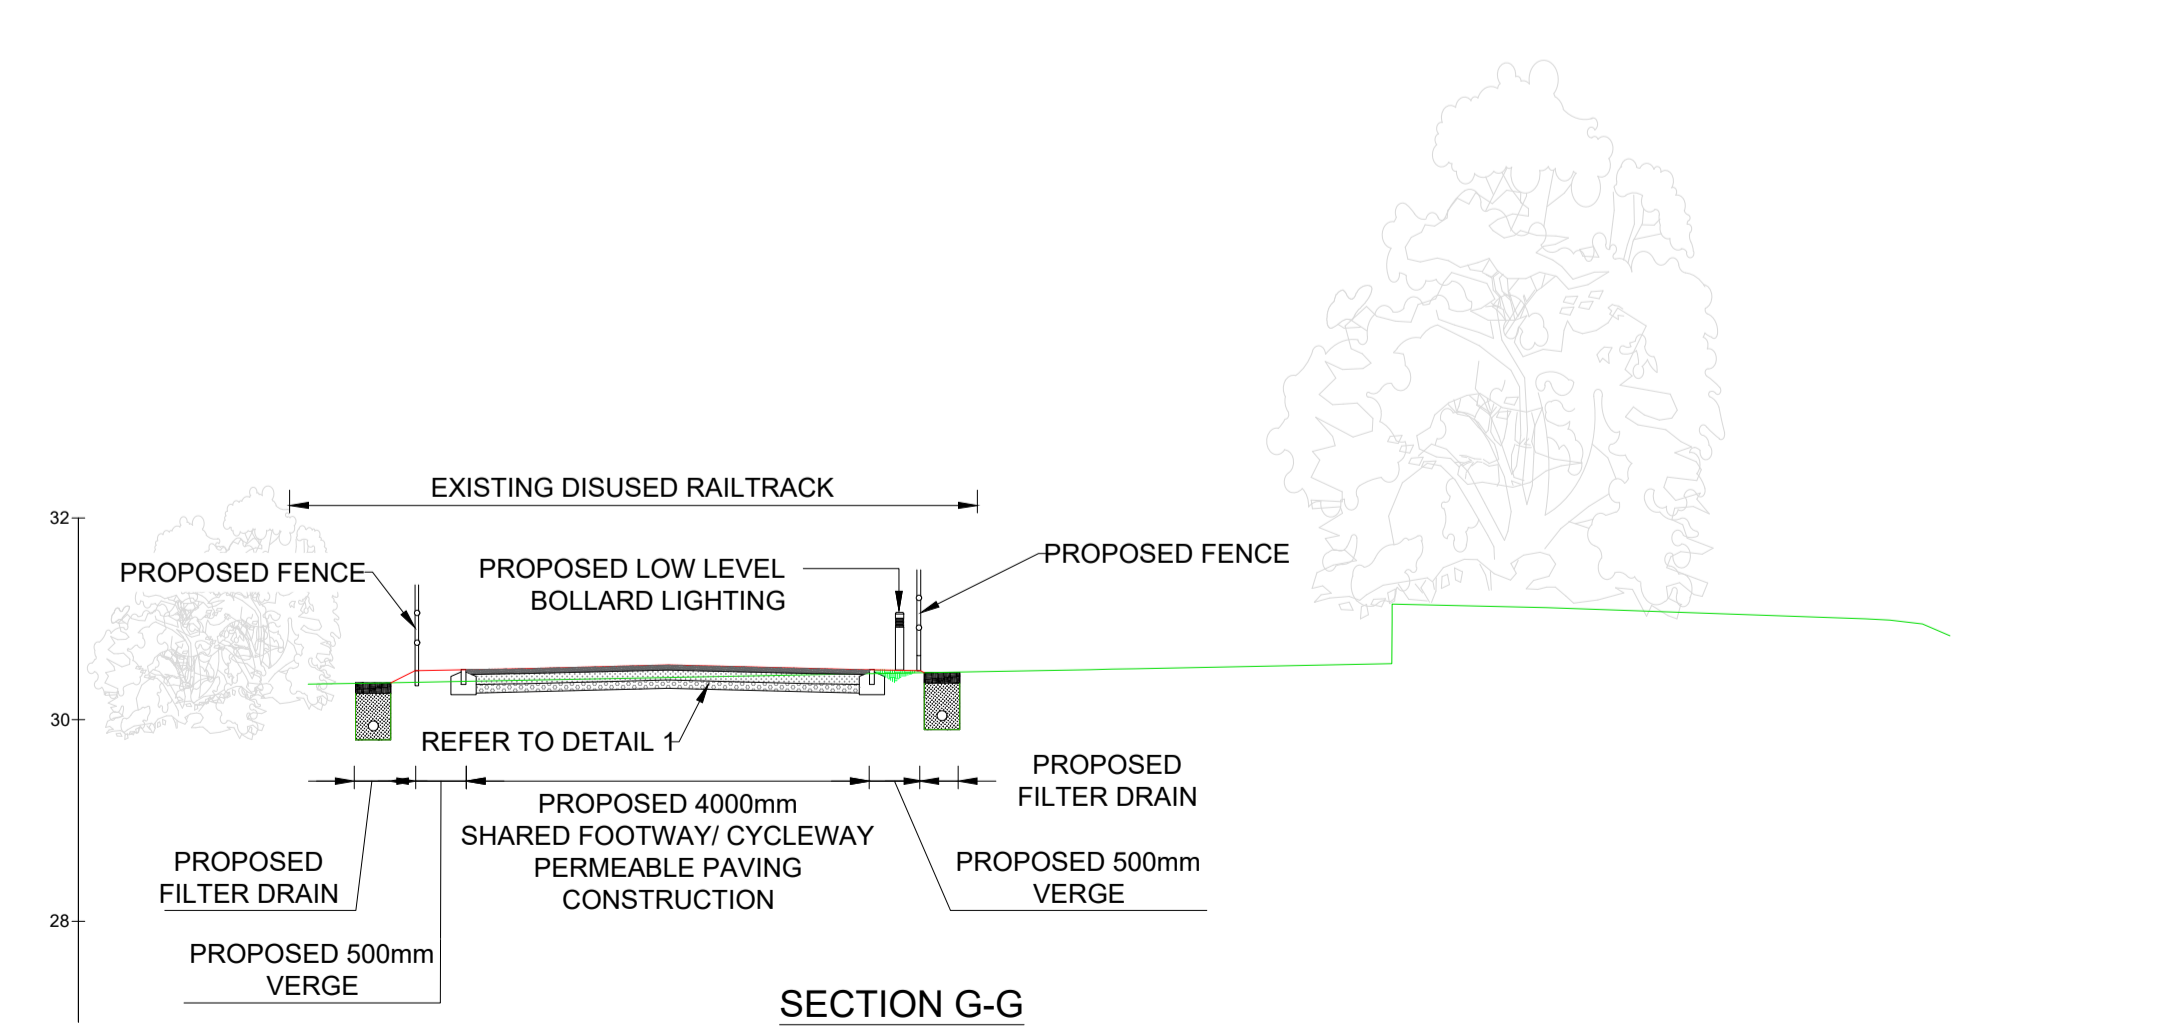 EXISTING DISUSED RAILTRACK
32
PROPOSED FENCE
PROPOSED LOW LEVEL
BOLLARD LIGHTING
PROPOSED FENCE
30
REFER TO DETAIL 1
PROPOSED
FILTER DRAIN
PROPOSED 4000mm
SHARED FOOTWAY/ CYCLEWAY
PERMEABLE PAVING
CONSTRUCTION
PROPOSED
FILTER DRAIN
PROPOSED 500mm
VERGE
28
PROPOSED 500mm
VERGE
SECTION G-G